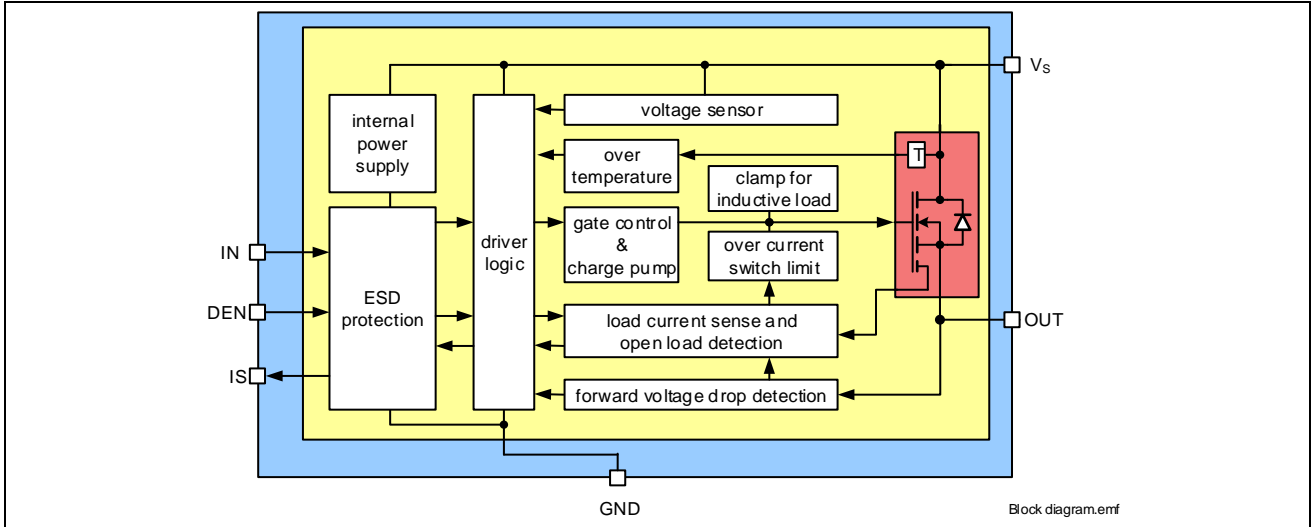 Vs
voltage sensor
internal
power
supply
T
over
temperature
clamp for
inductive load
driver
logic
gate control
&
charge pump
over current
switch limit
IN
ESD
protection
DEN
load current sense and
open load detection
OUT
IS
forward voltage drop detection
GND
Block diagram.emf